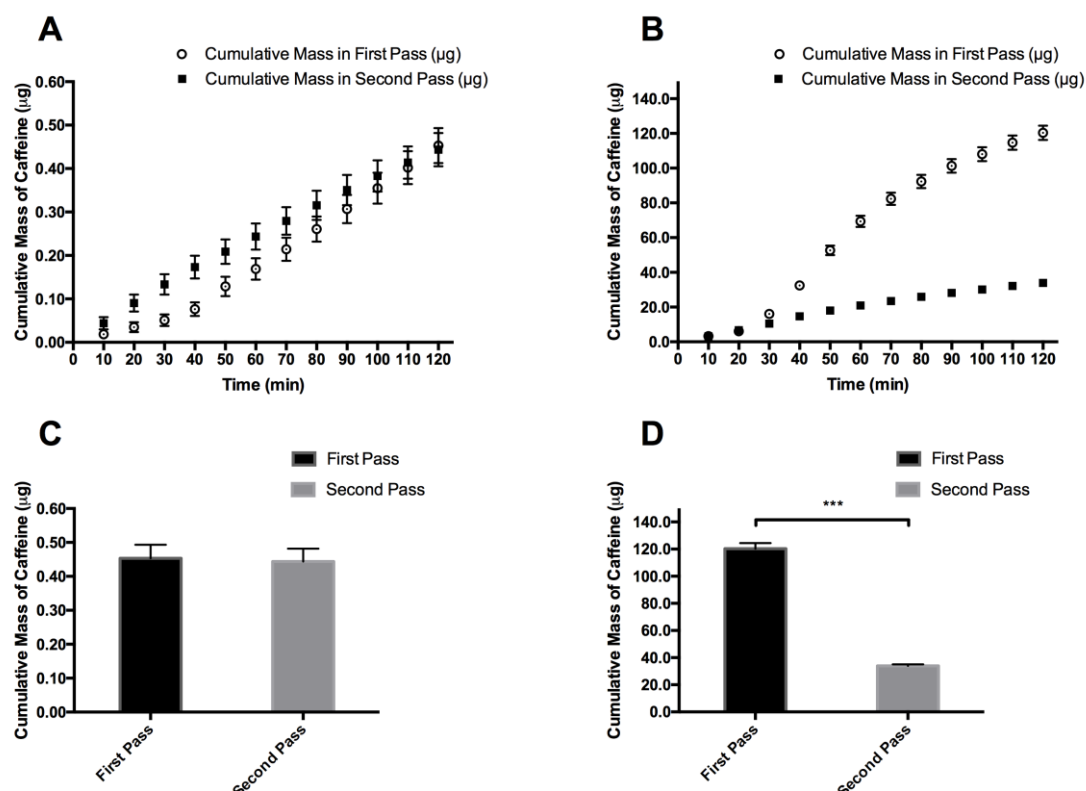 A
Cumulative Mass in First Pass (µg)
Cumulative Mass in Second Pass (µg)
Cumulative Mass of Caffeine (µg)
0.60
0.50
0.40
0.30
0.20
0.10
0.00
0 10 20 30 40 50 60 70 80 90 100 110 120
Time (min)
B
Cumulative Mass in First Pass (µg)
Cumulative Mass in Second Pass (µg)
Cumulative Mass of Caffeine (µg)
140.0
120.0
100.0
80.0
60.0
40.0
20.0
0.0
0 10 20 30 40 50 60 70 80 90 100 110 120
Time (min)
C
First Pass
Second Pass
Cumulative Mass of Caffeine (µg)
0.60
0.50
0.40
0.30
0.20
0.10
0.00
First Pass
Second Pass
D
First Pass
Second Pass
Cumulative Mass of Caffeine (µg)
***
140.0
120.0
100.0
80.0
60.0
40.0
20.0
0.0
First Pass
Second Pass